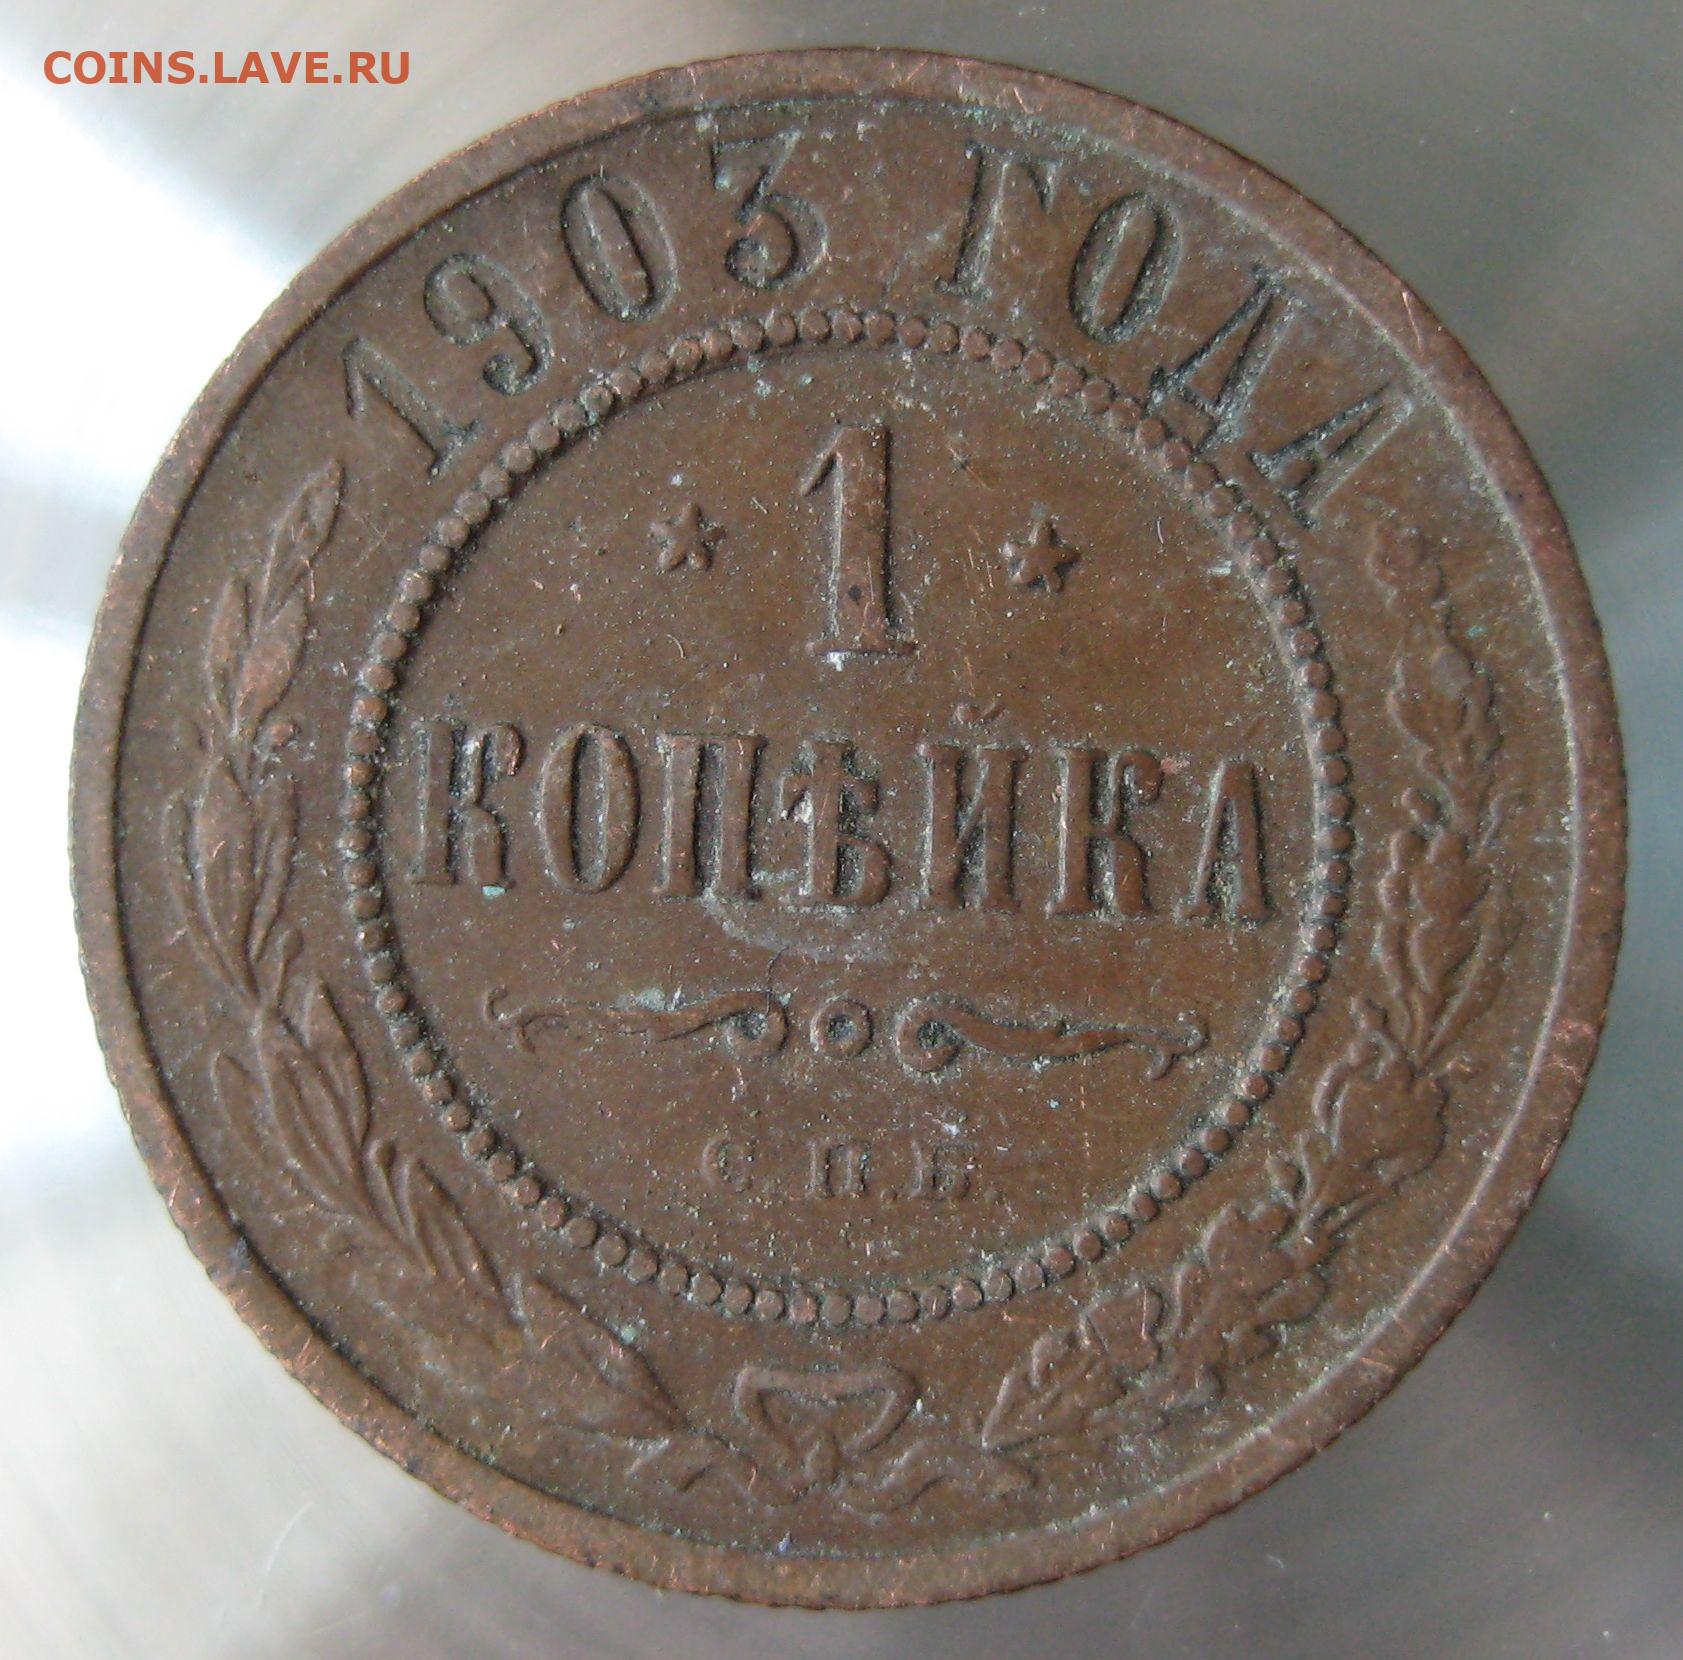 COINS.LAVE.RU
1903 ГОДА
1
КОПѢЙКА
С.П.Б.